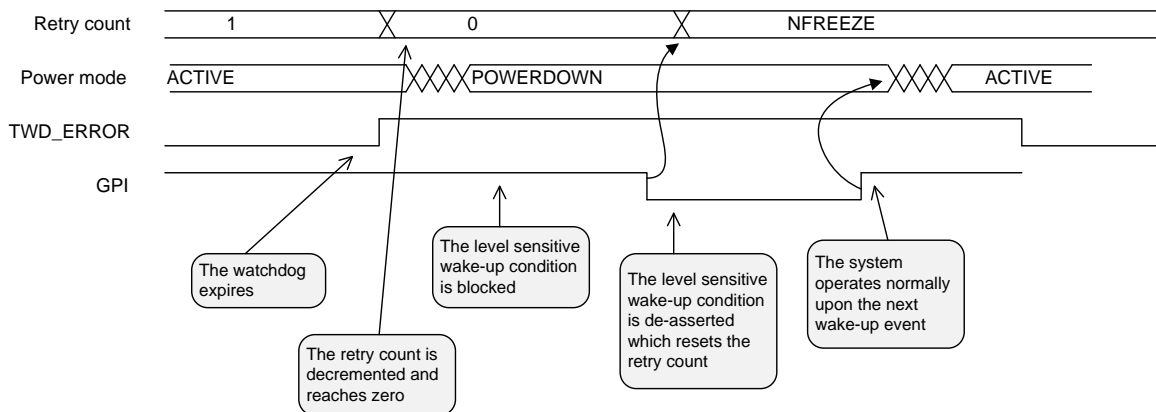 Retry count 1 0 NFREEZE
Power mode ACTIVE POWERDOWN ACTIVE
TWD_ERROR
GPI
The watchdog
expires
The level sensitive
wake-up condition
is blocked
The level sensitive
wake-up condition
is de-asserted
which resets the
retry count
The system
operates normally
upon the next
wake-up event
The retry count is
decremented and
reaches zero